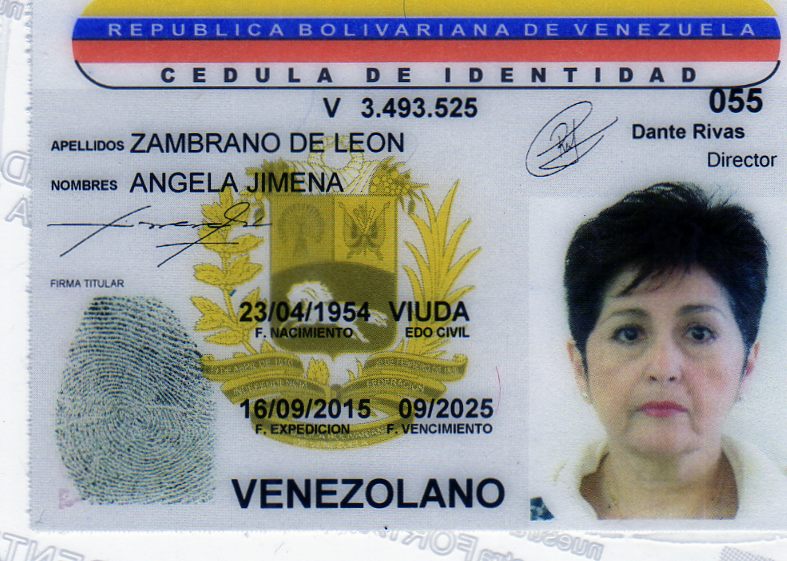 REPUBLICA BOLIVARIANA DE VENEZUELA
CEDULA DE IDENTIDAD
V 3.493.525
055
Dante Rivas
Director
APELLIDOS ZAMBRANO DE LEON
NOMBRES ANGELA JIMENA
FIRMA TITULAR
23/04/1954 VIUDA
F. NACIMIENTO EDO CIVIL
INDEPENDENCIA FEDERACION
16/09/2015 09/2025
F. EXPEDICION F. VENCIMIENTO
VENEZOLANO